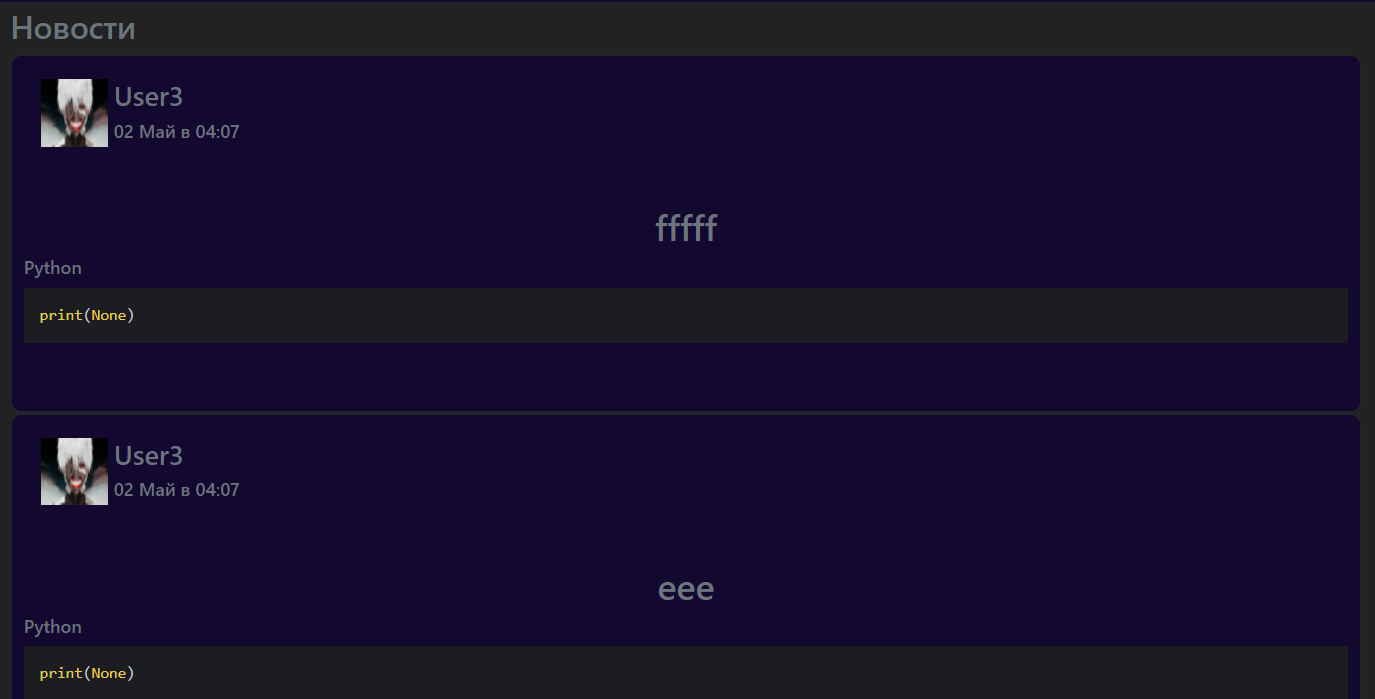 Новости
User3
02 Май в 04:07
fffff
Python
print(None)
User3
02 Май в 04:07
eee
Python
print(None)